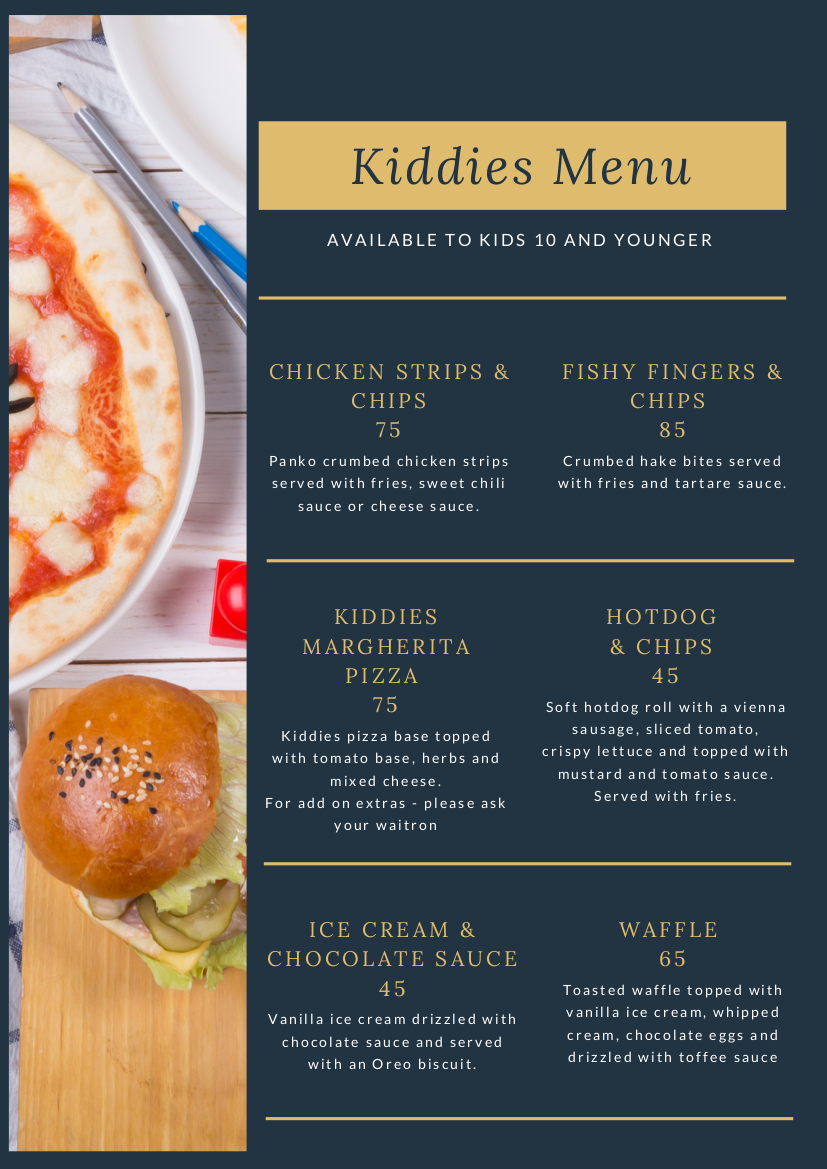 Kiddies Menu
AVAILABLE TO KIDS 10 AND YOUNGER
CHICKEN STRIPS &
CHIPS
75
Panko crumbed chicken strips
served with fries, sweet chili
sauce or cheese sauce.
FISHY FINGERS &
CHIPS
85
Crumbed hake bites served
with fries and tartare sauce.
KIDDIES
MARGHERITA
PIZZA
75
Kiddies pizza base topped
with tomato base, herbs and
mixed cheese.
For add on extras - please ask
your waitron
HOTDOG
& CHIPS
45
Soft hotdog roll with a vienna
sausage, sliced tomato,
crispy lettuce and topped with
mustard and tomato sauce.
Served with fries.
ICE CREAM &
CHOCOLATE SAUCE
45
Vanilla ice cream drizzled with
chocolate sauce and served
with an Oreo biscuit.
WAFFLE
65
Toasted waffle topped with
vanilla ice cream, whipped
cream, chocolate eggs and
drizzled with toffee sauce